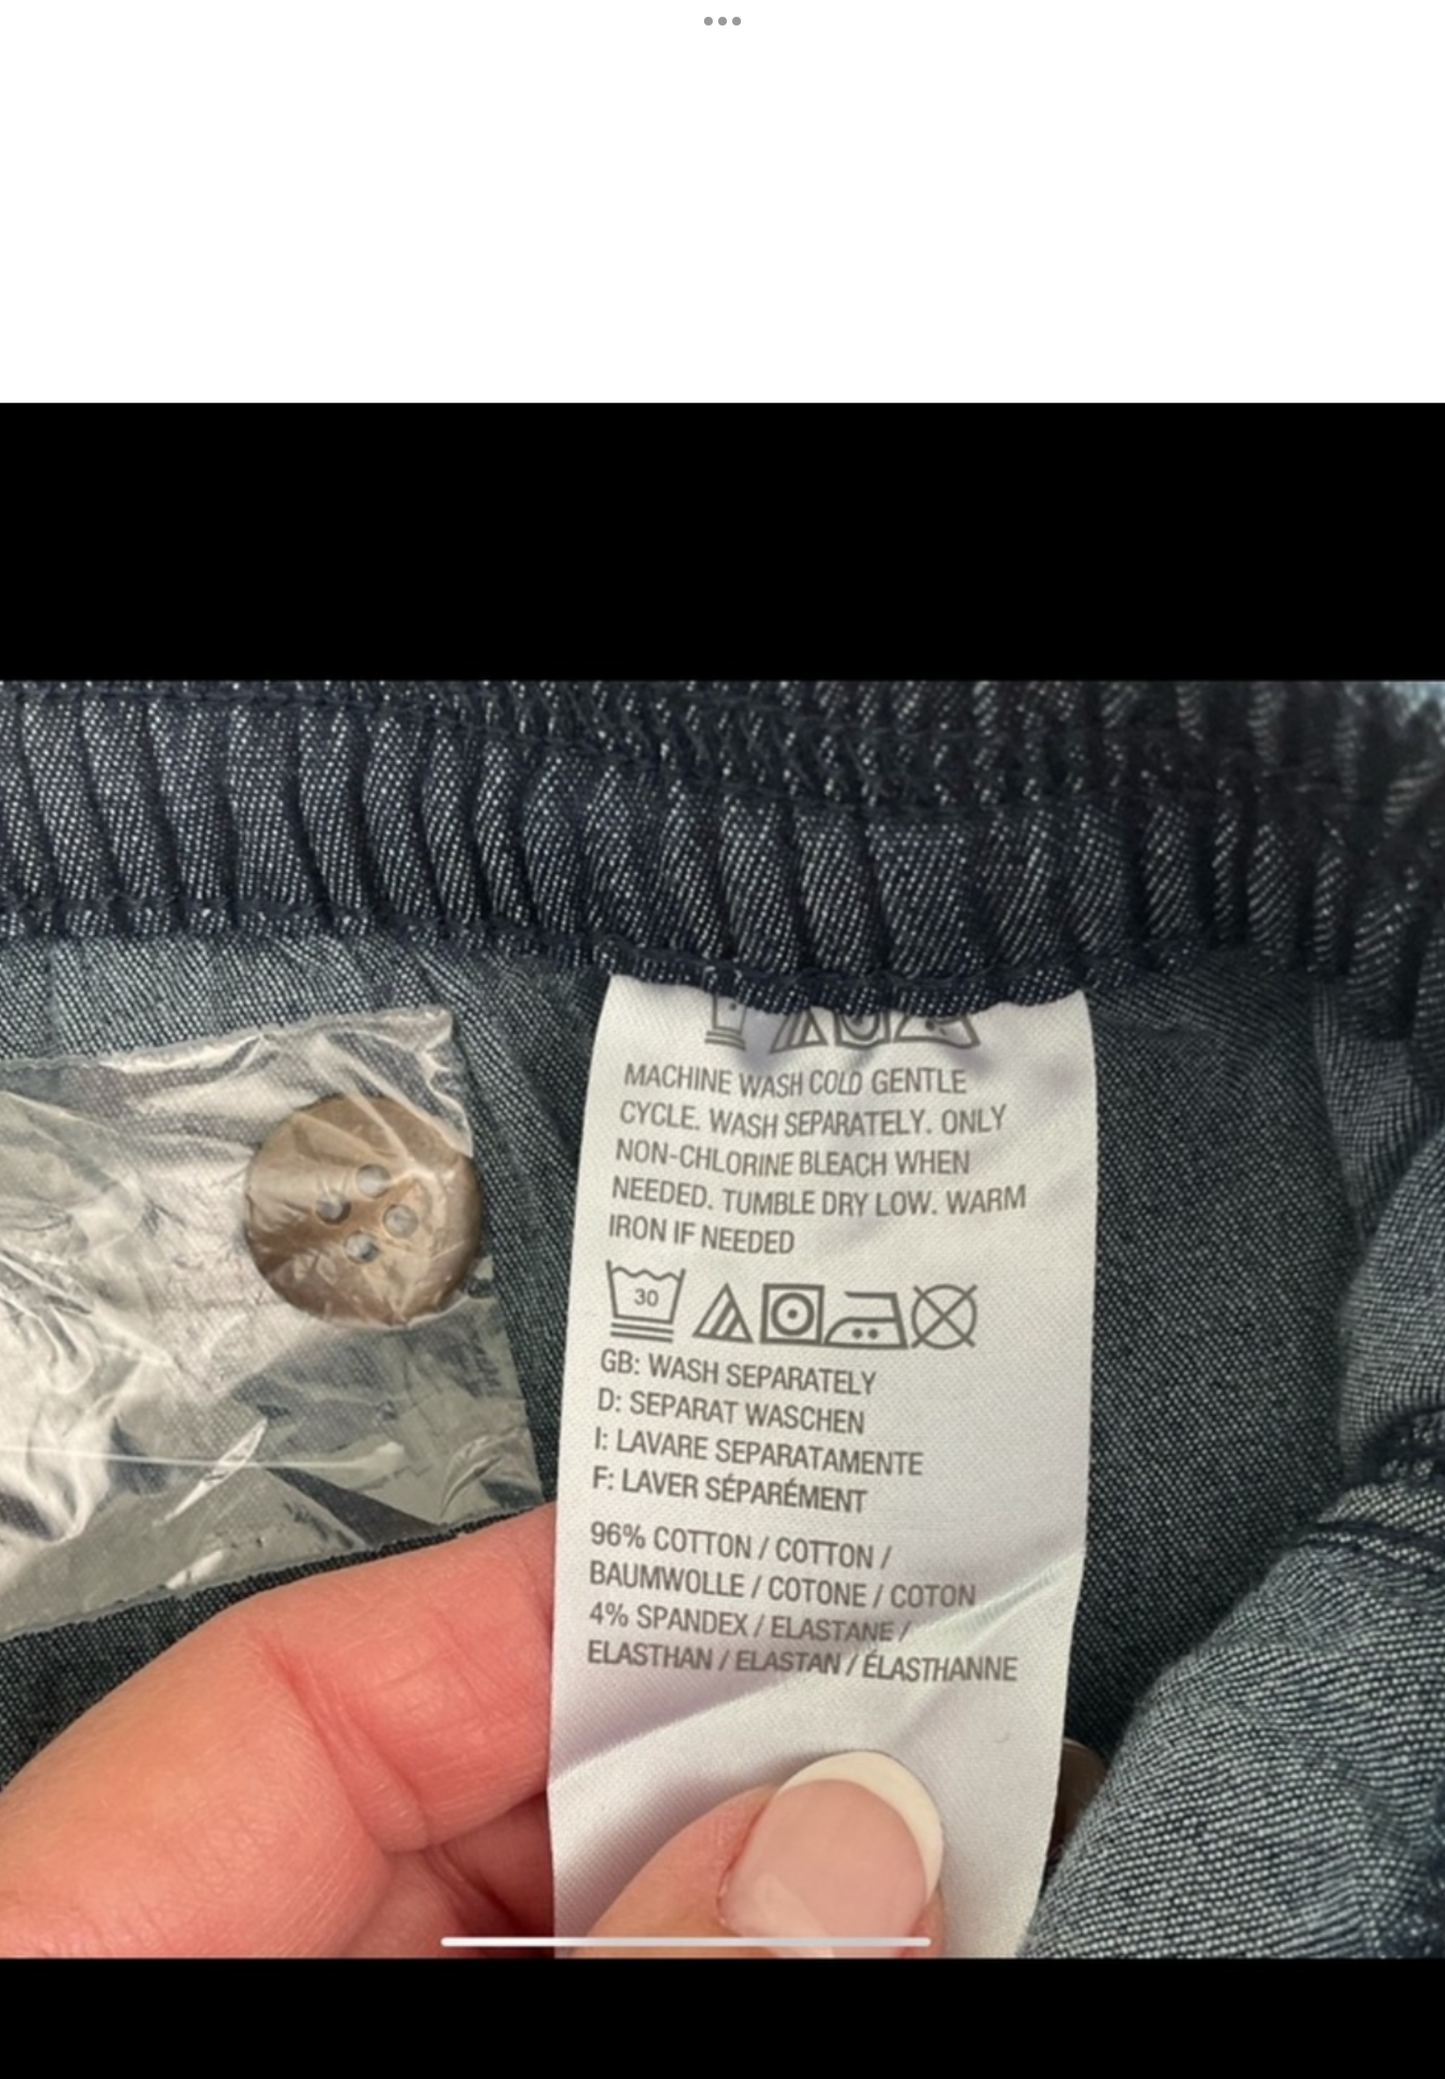 MACHINE WASH COLD GENTLE
CYCLE. WASH SEPARATELY. ONLY
NON-CHLORINE BLEACH WHEN
NEEDED. TUMBLE DRY LOW. WARM
IRON IF NEEDED
30
GB: WASH SEPARATELY
D: SEPARAT WASCHEN
I: LAVARE SEPARATAMENTE
F: LAVER SÉPARÉMENT
96% COTTON / COTTON /
BAUMWOLLE / COTONE / COTON
4% SPANDEX / ELASTANE /
ELASTHAN / ELASTAN / ÉLASTHANNE